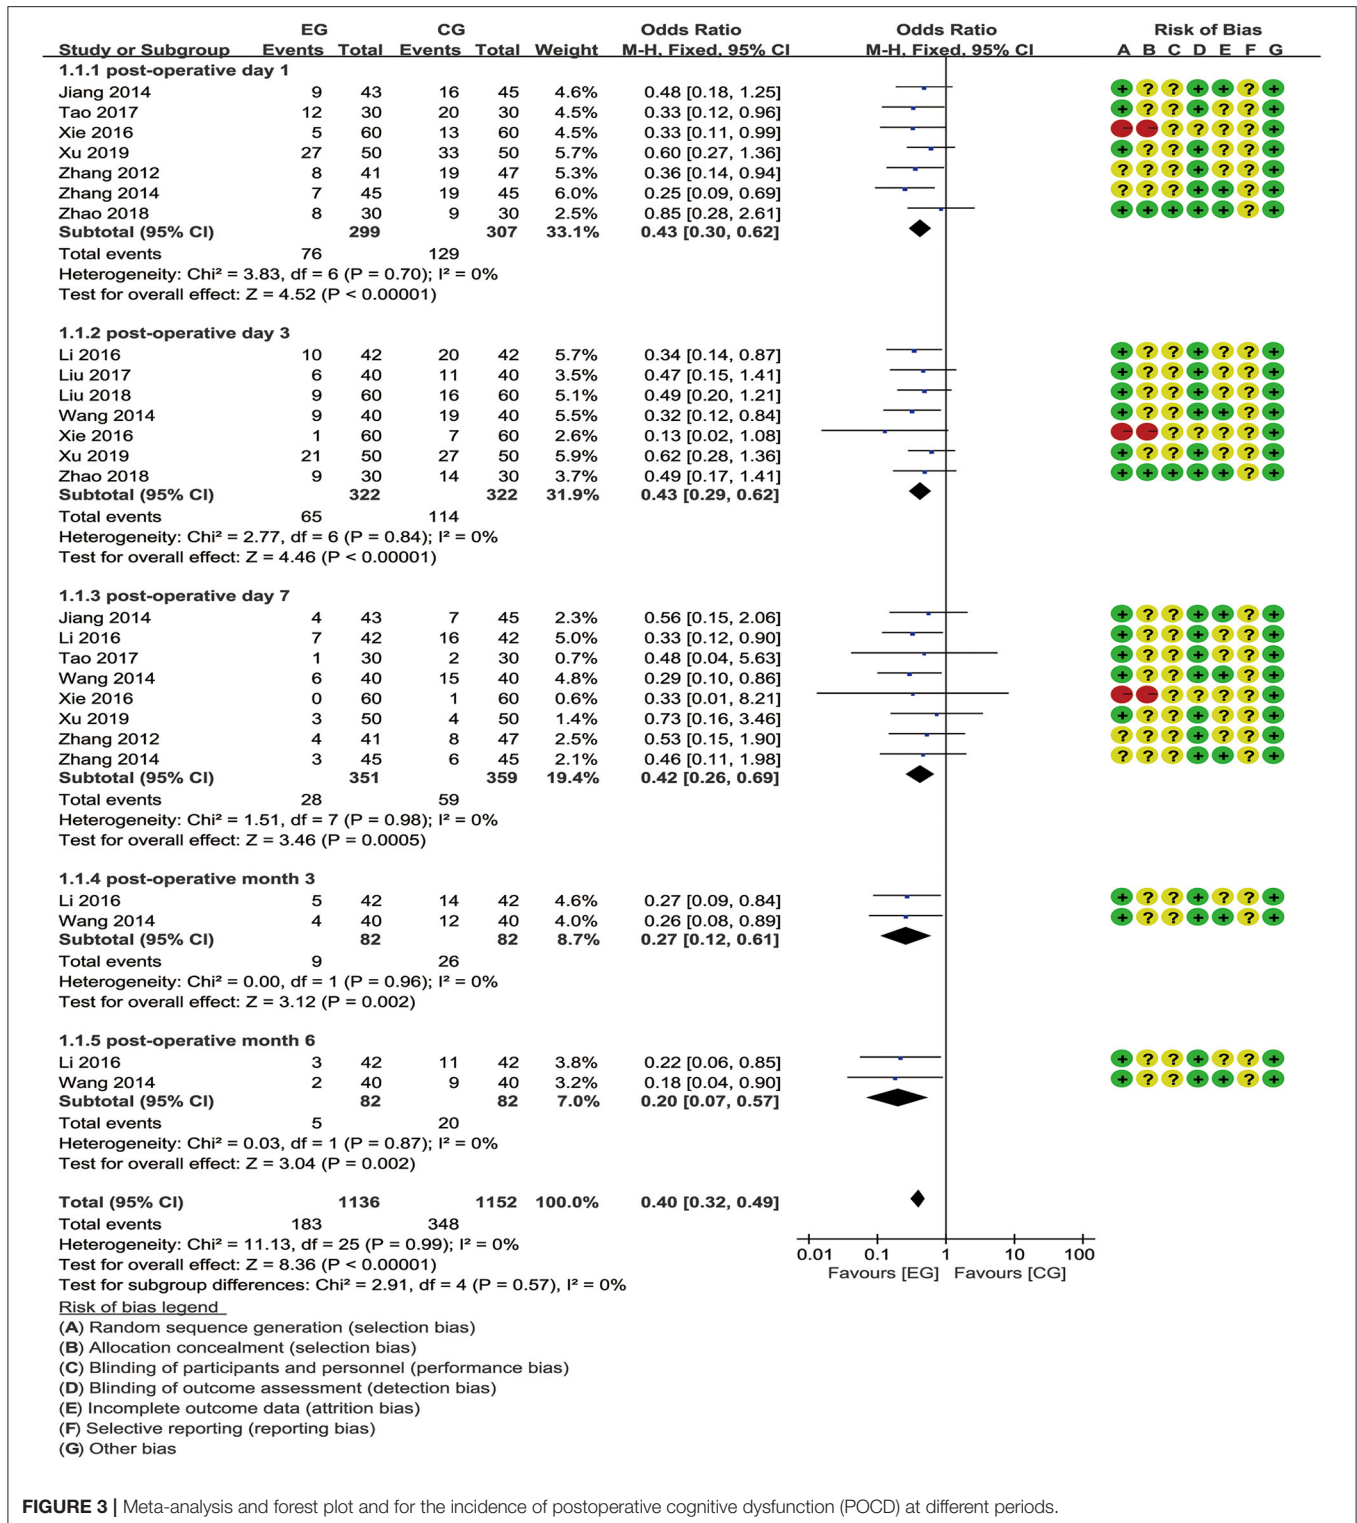 EG CG Odds Ratio Odds Ratio Risk of Bias
Study or Subgroup Events Total Events Total Weight M-H, Fixed, 95% CI M-H, Fixed, 95% CI A B C D E F G
1.1.1 post-operative day 1
Jiang 2014 9 43 16 45 4.6% 0.48 [0.18, 1.25] + ? ? + + ? +
Tao 2017 12 30 20 30 4.5% 0.33 [0.12, 0.96] + ? ? + ? ? +
Xie 2016 5 60 13 60 4.5% 0.33 [0.11, 0.99] - - ? ? ? ? +
Xu 2019 27 50 33 50 5.7% 0.60 [0.27, 1.36] + ? ? + ? ? +
Zhang 2012 8 41 19 47 5.3% 0.36 [0.14, 0.94] ? ? ? + ? ? +
Zhang 2014 7 45 19 45 6.0% 0.25 [0.09, 0.69] ? ? ? + + ? +
Zhao 2018 8 30 9 30 2.5% 0.85 [0.28, 2.61] + + + + + ? +
Subtotal (95% CI) 299 307 33.1% 0.43 [0.30, 0.62]
Total events 76 129
Heterogeneity: Chi² = 3.83, df = 6 (P = 0.70); I² = 0%
Test for overall effect: Z = 4.52 (P < 0.00001)
1.1.2 post-operative day 3
Li 2016 10 42 20 42 5.7% 0.34 [0.14, 0.87] + ? ? + ? ? +
Liu 2017 6 40 11 40 3.5% 0.47 [0.15, 1.41] + ? ? + ? ? +
Liu 2018 9 60 16 60 5.1% 0.49 [0.20, 1.21] + ? ? + ? ? +
Wang 2014 9 40 19 40 5.5% 0.32 [0.12, 0.84] + ? ? + + ? +
Xie 2016 1 60 7 60 2.6% 0.13 [0.02, 1.08] - - ? ? ? ? +
Xu 2019 21 50 27 50 5.9% 0.62 [0.28, 1.36] + ? ? + ? ? +
Zhao 2018 9 30 14 30 3.7% 0.49 [0.17, 1.41] + + + + + ? +
Subtotal (95% CI) 322 322 31.9% 0.43 [0.29, 0.62]
Total events 65 114
Heterogeneity: Chi² = 2.77, df = 6 (P = 0.84); I² = 0%
Test for overall effect: Z = 4.46 (P < 0.00001)
1.1.3 post-operative day 7
Jiang 2014 4 43 7 45 2.3% 0.56 [0.15, 2.06] + ? ? + + ? +
Li 2016 7 42 16 42 5.0% 0.33 [0.12, 0.90] + ? ? + ? ? +
Tao 2017 1 30 2 30 0.7% 0.48 [0.04, 5.63] + ? ? + ? ? +
Wang 2014 6 40 15 40 4.8% 0.29 [0.10, 0.86] + ? ? + + ? +
Xie 2016 0 60 1 60 0.6% 0.33 [0.01, 8.21] - - ? ? ? ? +
Xu 2019 3 50 4 50 1.4% 0.73 [0.16, 3.46] + ? ? + ? ? +
Zhang 2012 4 41 8 47 2.5% 0.53 [0.15, 1.90] ? ? ? + ? ? +
Zhang 2014 3 45 6 45 2.1% 0.46 [0.11, 1.98] ? ? ? + + ? +
Subtotal (95% CI) 351 359 19.4% 0.42 [0.26, 0.69]
Total events 28 59
Heterogeneity: Chi² = 1.51, df = 7 (P = 0.98); I² = 0%
Test for overall effect: Z = 3.46 (P = 0.0005)
1.1.4 post-operative month 3
Li 2016 5 42 14 42 4.6% 0.27 [0.09, 0.84] + ? ? + ? ? +
Wang 2014 4 40 12 40 4.0% 0.26 [0.08, 0.89] + ? ? + + ? +
Subtotal (95% CI) 82 82 8.7% 0.27 [0.12, 0.61]
Total events 9 26
Heterogeneity: Chi² = 0.00, df = 1 (P = 0.96); I² = 0%
Test for overall effect: Z = 3.12 (P = 0.002)
1.1.5 post-operative month 6
Li 2016 3 42 11 42 3.8% 0.22 [0.06, 0.85] + ? ? + ? ? +
Wang 2014 2 40 9 40 3.2% 0.18 [0.04, 0.90] + ? ? + + ? +
Subtotal (95% CI) 82 82 7.0% 0.20 [0.07, 0.57]
Total events 5 20
Heterogeneity: Chi² = 0.03, df = 1 (P = 0.87); I² = 0%
Test for overall effect: Z = 3.04 (P = 0.002)
Total (95% CI) 1136 1152 100.0% 0.40 [0.32, 0.49]
Total events 183 348
Heterogeneity: Chi² = 11.13, df = 25 (P = 0.99); I² = 0%
Test for overall effect: Z = 8.36 (P < 0.00001)
Test for subgroup differences: Chi² = 2.91, df = 4 (P = 0.57), I² = 0%
0.01 0.1 1 10 100
Favours [EG] Favours [CG]
Risk of bias legend
(A) Random sequence generation (selection bias)
(B) Allocation concealment (selection bias)
(C) Blinding of participants and personnel (performance bias)
(D) Blinding of outcome assessment (detection bias)
(E) Incomplete outcome data (attrition bias)
(F) Selective reporting (reporting bias)
(G) Other bias
FIGURE 3 | Meta-analysis and forest plot and for the incidence of postoperative cognitive dysfunction (POCD) at different periods.